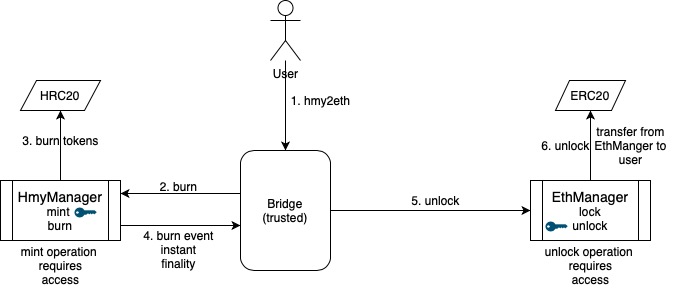 User
1. hmy2eth
HRC20
ERC20
3. burn tokens
6. unlock
transfer from
EthManger to
user
HmyManager
mint
burn
2. burn
Bridge
(trusted)
5. unlock
EthManager
lock
unlock
4. burn event
instant
finality
mint operation
requires
access
unlock operation
requires
access